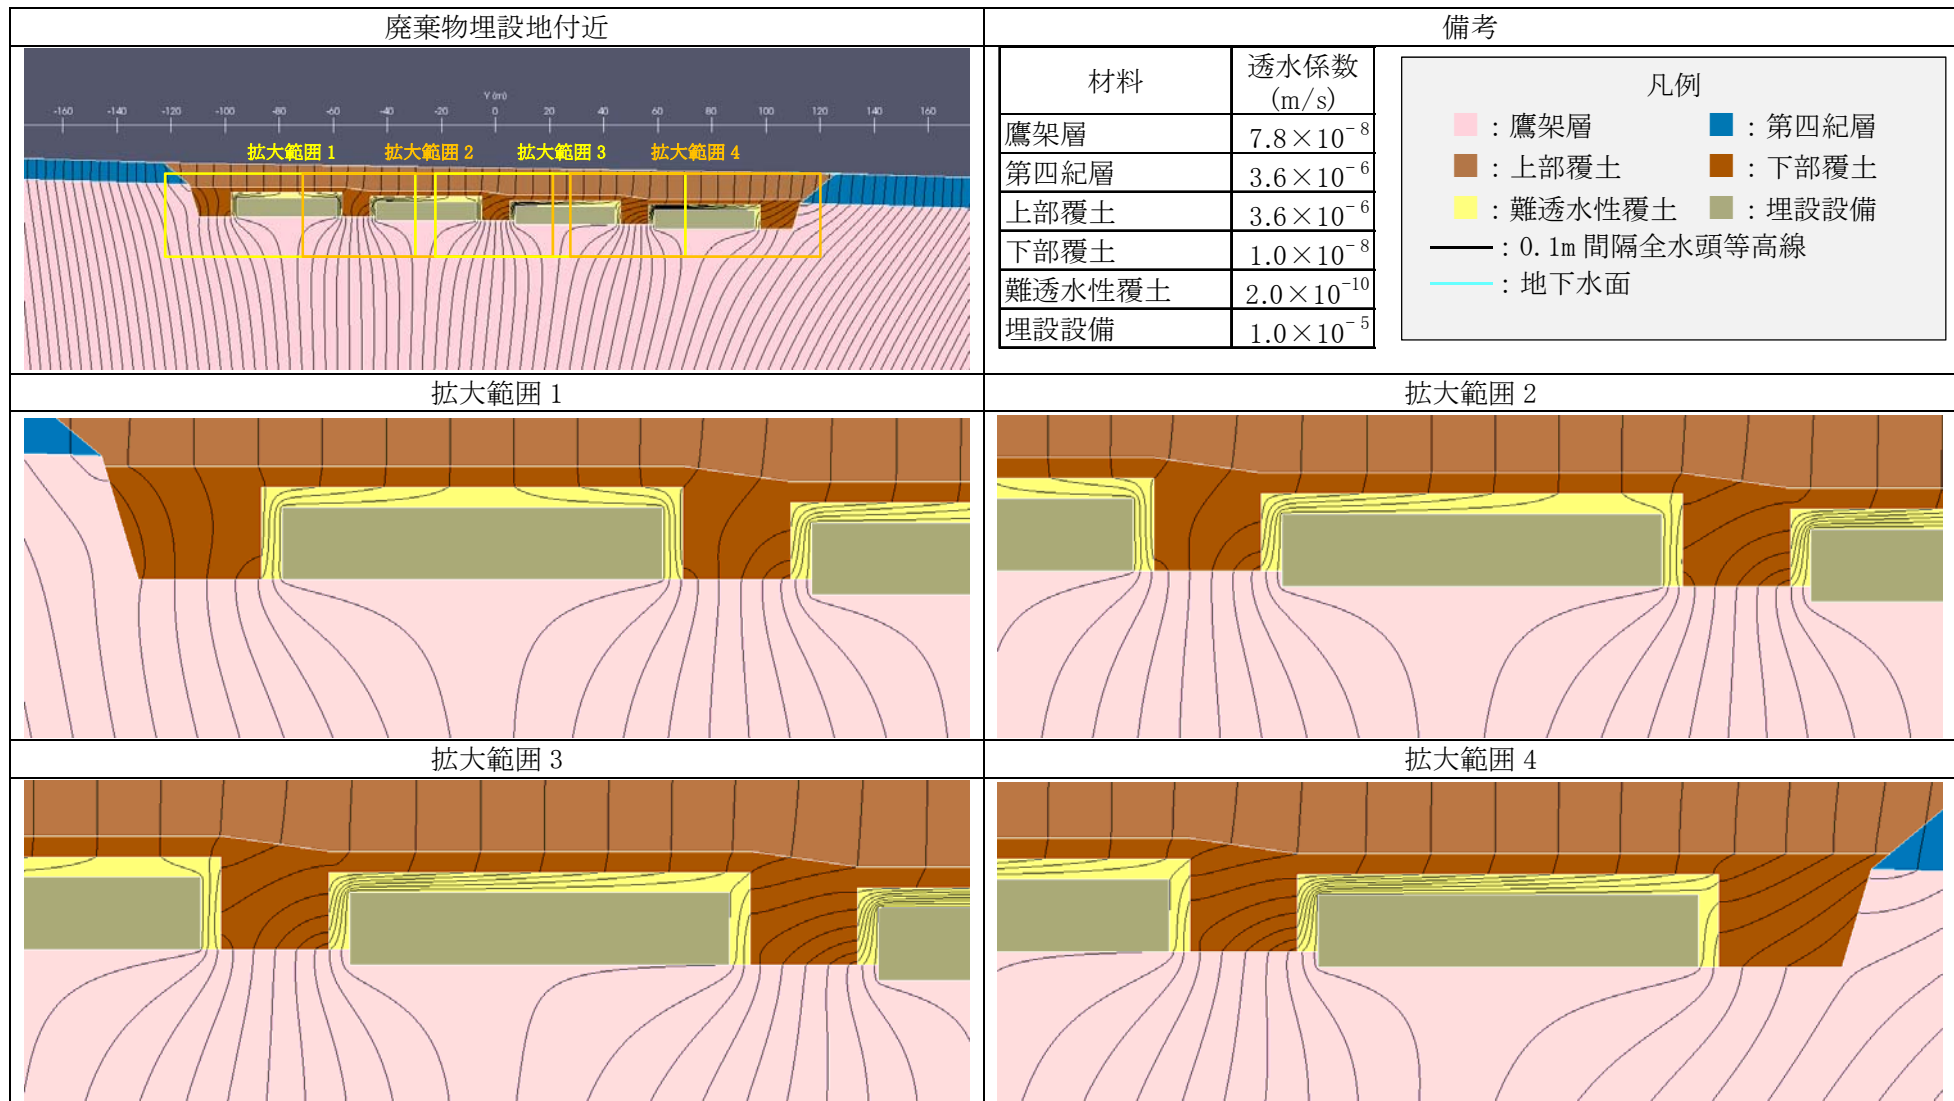 廃棄物埋設地付近
備考
Y (m)
-160 -140 -120 -100 -80 -60 -40 -20 0 20 40 60 80 100 120 140 160
拡大範囲 1 拡大範囲 2 拡大範囲 3 拡大範囲 4
材料 透水係数
(m/s)
鷹架層 7.8×10⁻⁸
第四紀層 3.6×10⁻⁶
上部覆土 3.6×10⁻⁶
下部覆土 1.0×10⁻⁸
難透水性覆土 2.0×10⁻¹⁰
埋設設備 1.0×10⁻⁵
凡例
：鷹架層 ：第四紀層
：上部覆土 ：下部覆土
：難透水性覆土 ：埋設設備
：0.1m 間隔全水頭等高線
：地下水面
拡大範囲 1
拡大範囲 2
拡大範囲 3
拡大範囲 4